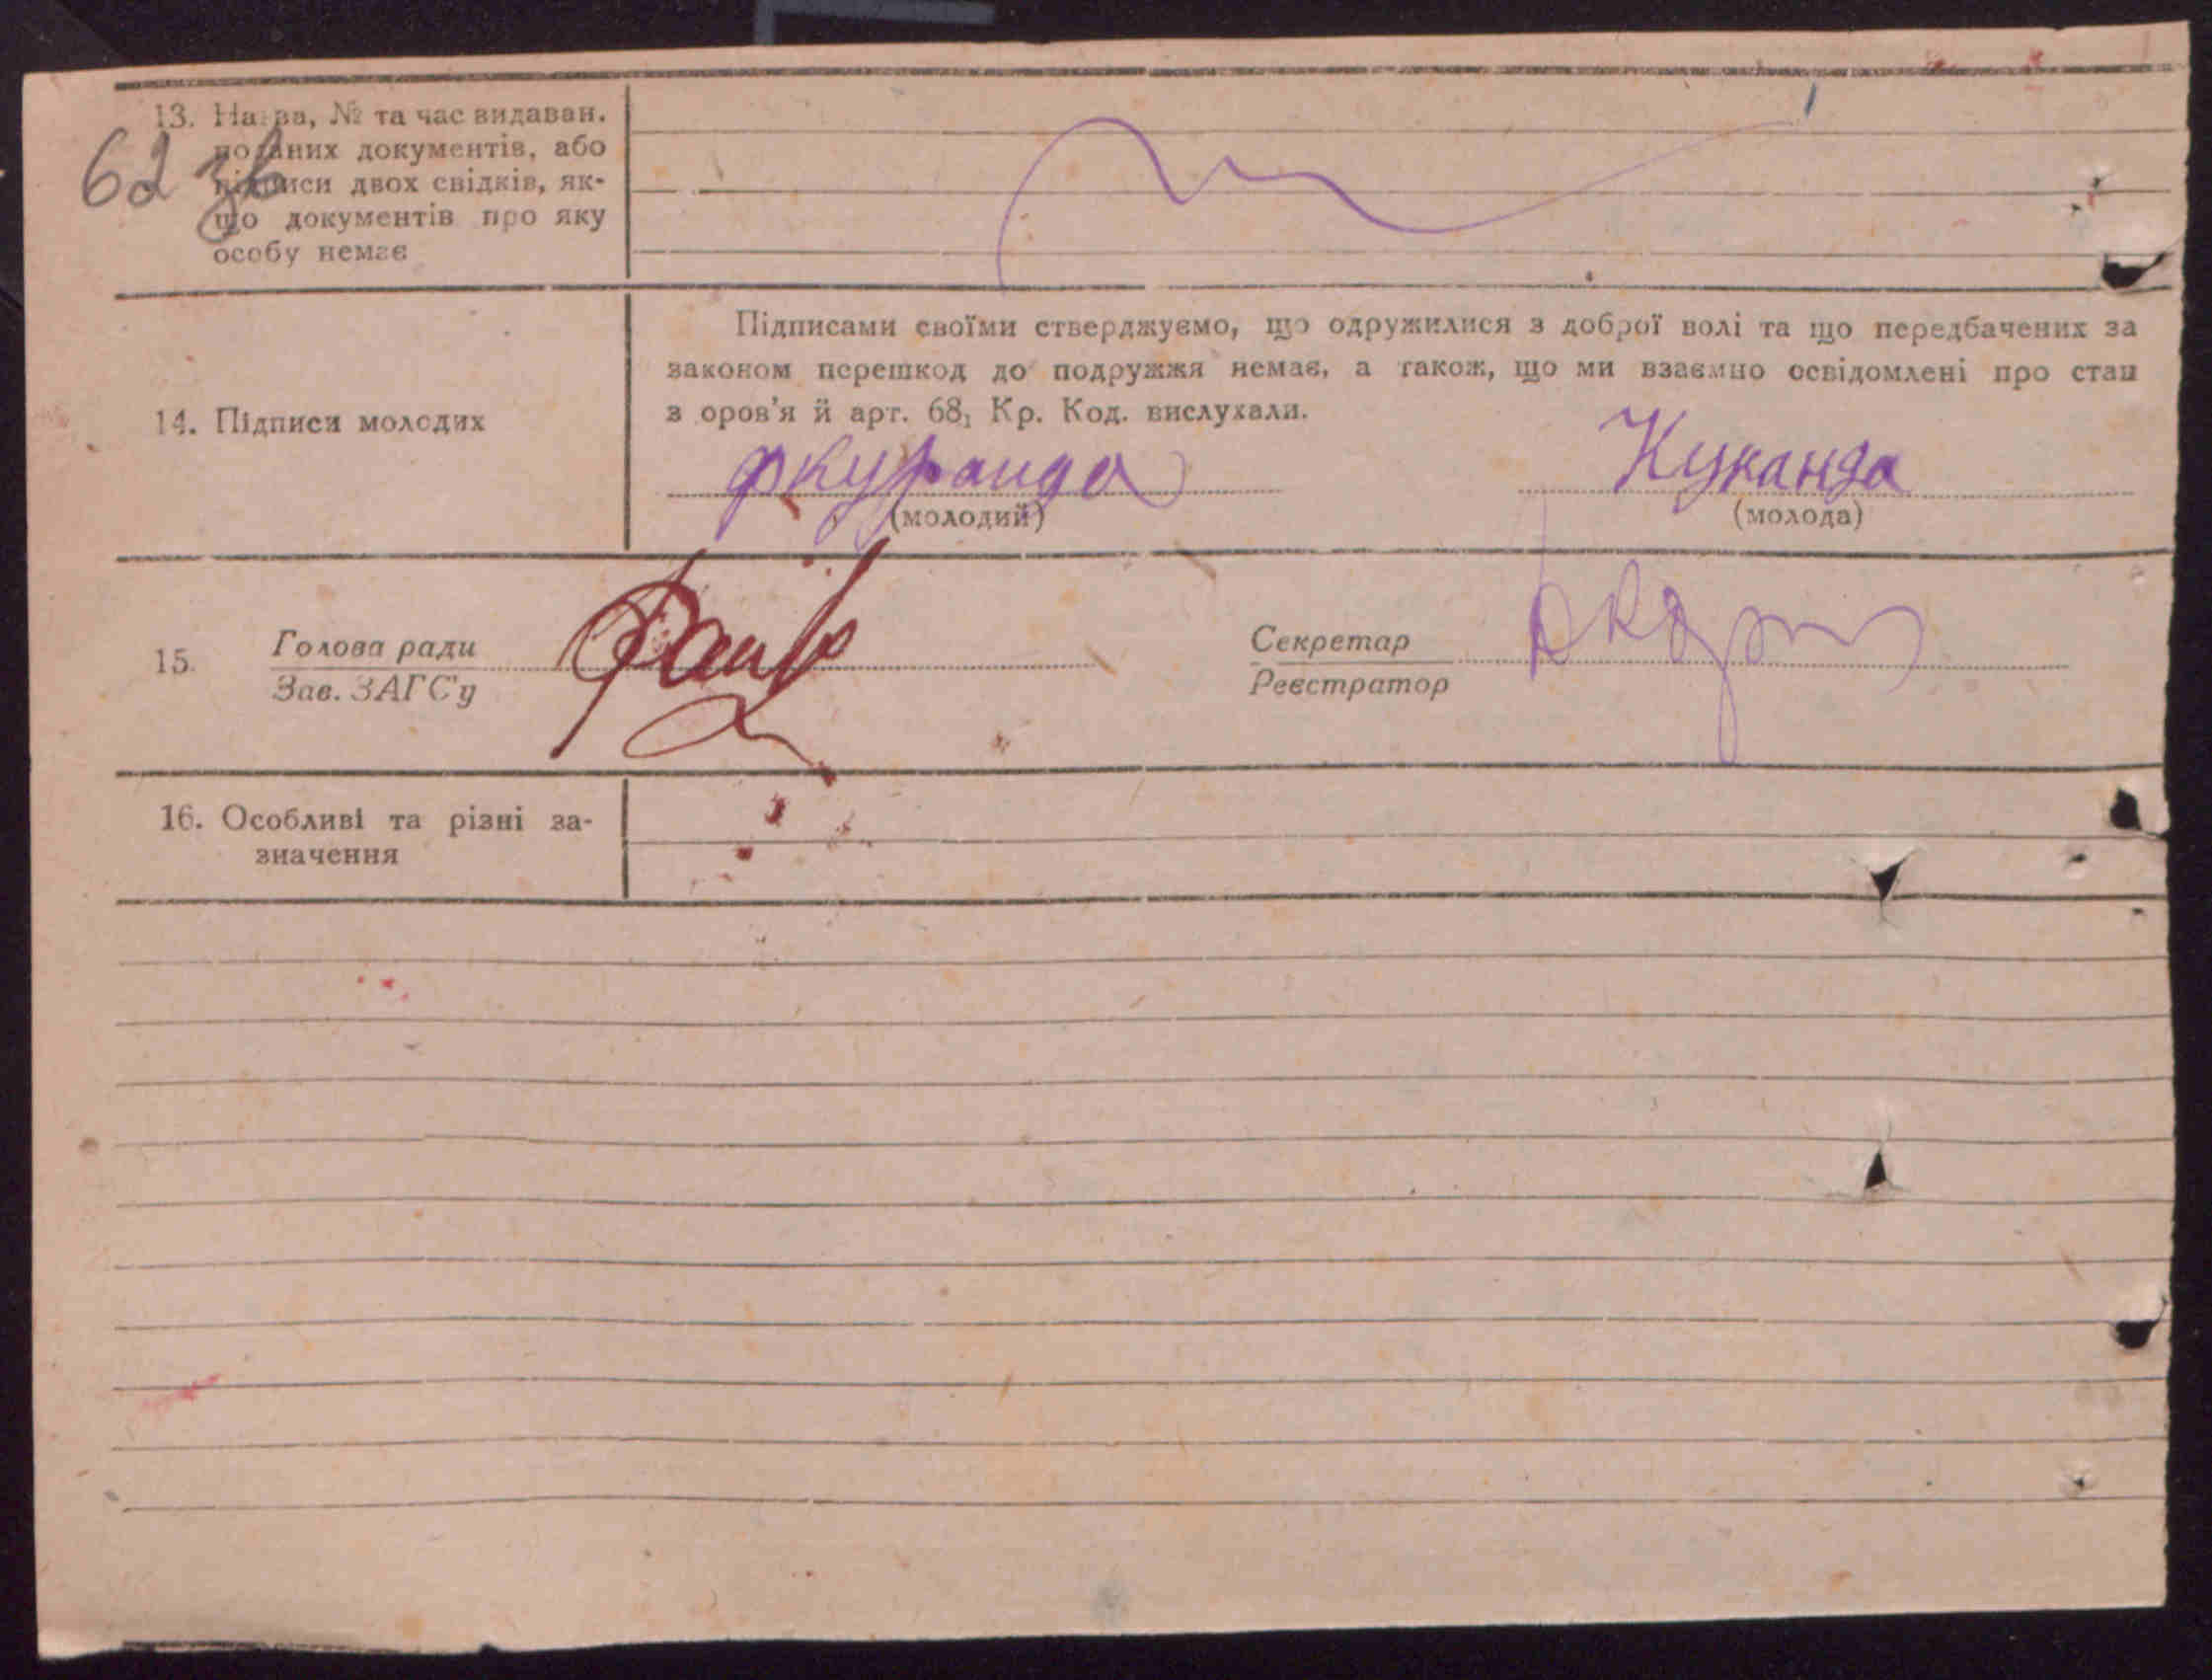 62 зв
13. Назва, № та час видаван.
поданих документів, або
підписи двох свідків, як-
що документів про яку
особу немає
Підписами своїми стверджуємо, що одружилися з доброї волі та що передбачених за
законом перешкод до подружжя немає, а також, що ми взаємно освідомлені про стан
з оров'я й арт. 68₁ Кр. Код. вислухали.
14. Підписи молодих
Куканда
(молодий) (молода)
15. Голова ради Секретар
Зав. ЗАГС'у Реєстратор
16. Особливі та різні за-
значення